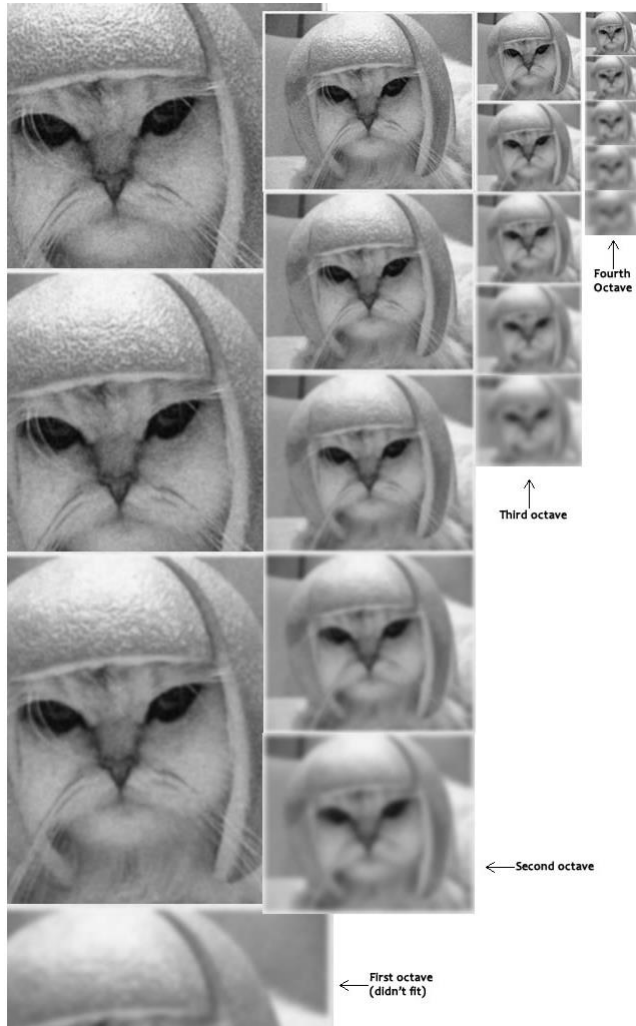 Fourth
Octave
Third octave
Second octave
First octave
(didn't fit)